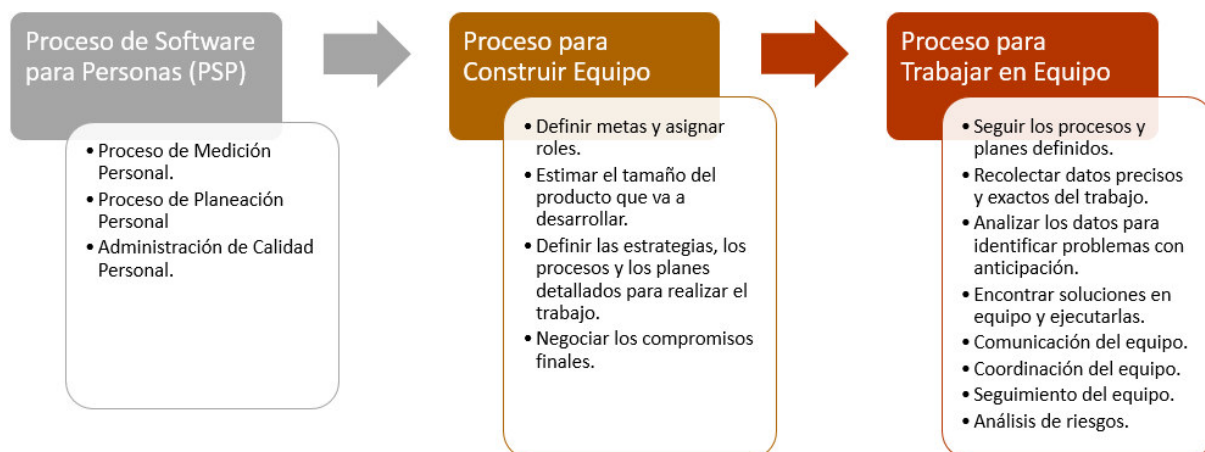 Proceso de Software
para Personas (PSP)
• Proceso de Medición
Personal.
• Proceso de Planeación
Personal
• Administración de Calidad
Personal.
Proceso para
Construir Equipo
• Definir metas y asignar
roles.
• Estimar el tamaño del
producto que va a
desarrollar.
• Definir las estrategias, los
procesos y los planes
detallados para realizar el
trabajo.
• Negociar los compromisos
finales.
Proceso para
Trabajar en Equipo
• Seguir los procesos y
planes definidos.
• Recolectar datos precisos
y exactos del trabajo.
• Analizar los datos para
identificar problemas con
anticipación.
• Encontrar soluciones en
equipo y ejecutarlas.
• Comunicación del equipo.
• Coordinación del equipo.
• Seguimiento del equipo.
• Análisis de riesgos.